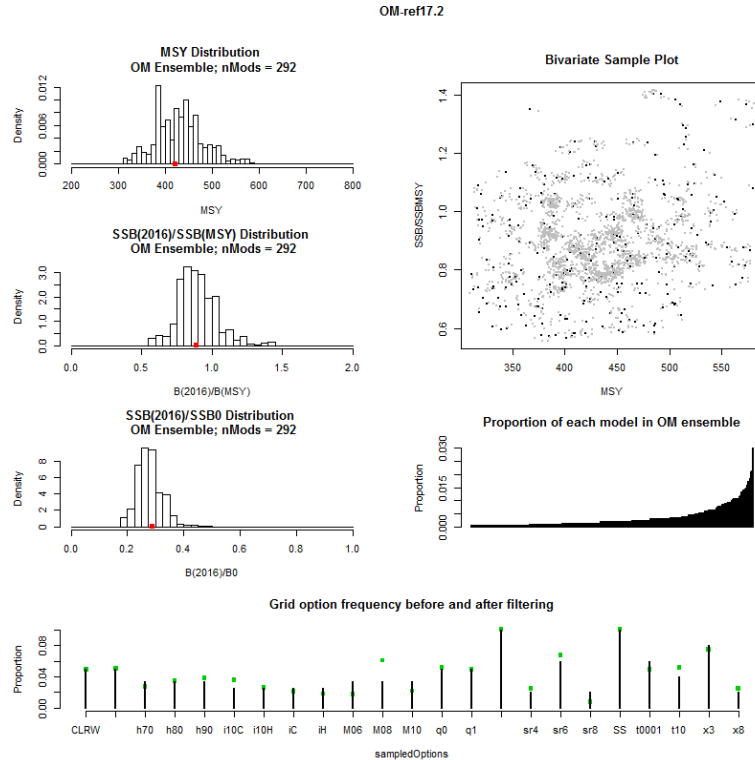 OM-ref17.2
MSY Distribution
OM Ensemble; nMods = 292
Density
0.000
0.006
0.012
200
300
400
500
600
700
800
MSY
Bivariate Sample Plot
SSB/SSBMSY
0.6
0.8
1.0
1.2
1.4
350
400
450
500
550
MSY
SSB(2016)/SSB(MSY) Distribution
OM Ensemble; nMods = 292
Density
0.0
1.0
2.0
3.0
0.0
0.5
1.0
1.5
2.0
B(2016)/B(MSY)
SSB(2016)/SSB0 Distribution
OM Ensemble; nMods = 292
Density
0
2
4
6
8
0.0
0.2
0.4
0.6
0.8
1.0
B(2016)/B0
Proportion of each model in OM ensemble
Proportion
0.000
0.015
0.030
Grid option frequency before and after filtering
Proportion
0.00
0.04
0.08
CLRW h70 h80 h90 i10C i10H iC iH M06 M08 M10 q0 q1 sr4 sr6 sr8 SS t0001 t10 x3 x8
sampledOptions